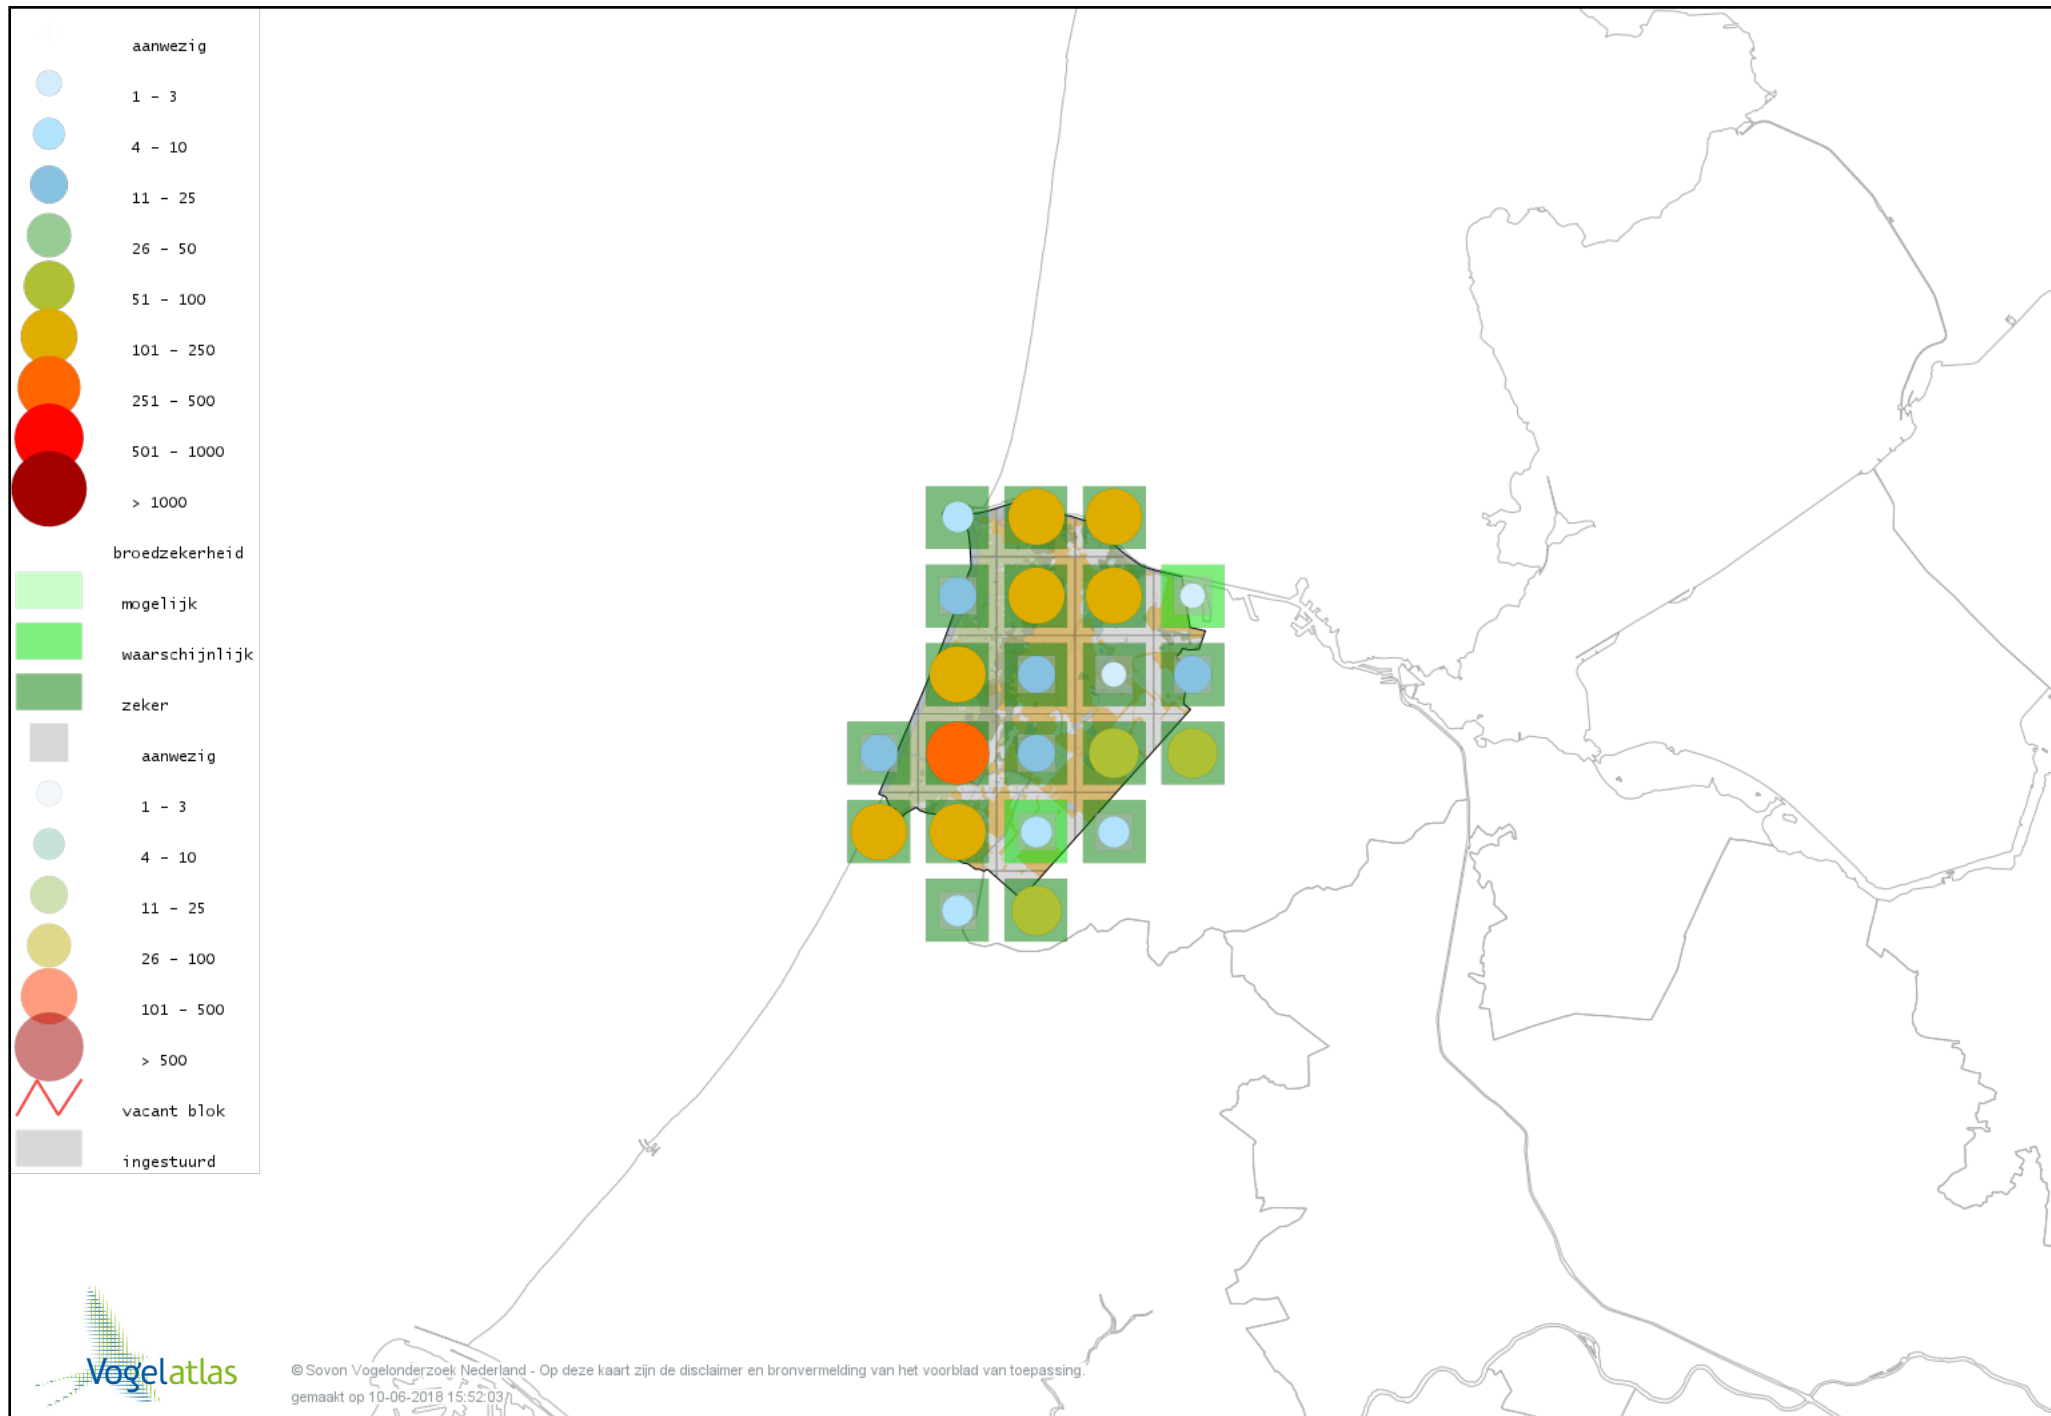 aanwezig
1 - 3
4 - 10
11 - 25
26 - 50
51 - 100
101 - 250
251 - 500
501 - 1000
> 1000
broedzekerheid
mogelijk
waarschijnlijk
zeker
aanwezig
1 - 3
4 - 10
11 - 25
26 - 100
101 - 500
> 500
vacant blok
ingestuurd
Vogelatlas
© Sovon Vogelonderzoek Nederland - Op deze kaart zijn de disclaimer en bronvermelding van het voorblad van toepassing.
gemaakt op 10-06-2018 15:52:03